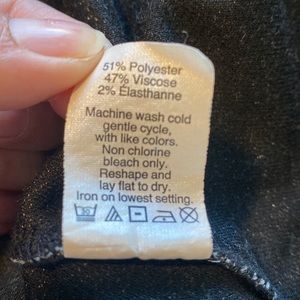 51% Polyester
47% Viscose
2% Élasthanne
Machine wash cold
gentle cycle,
with like colors.
Non chlorine
bleach only.
Reshape and
lay flat to dry.
Iron on lowest setting.